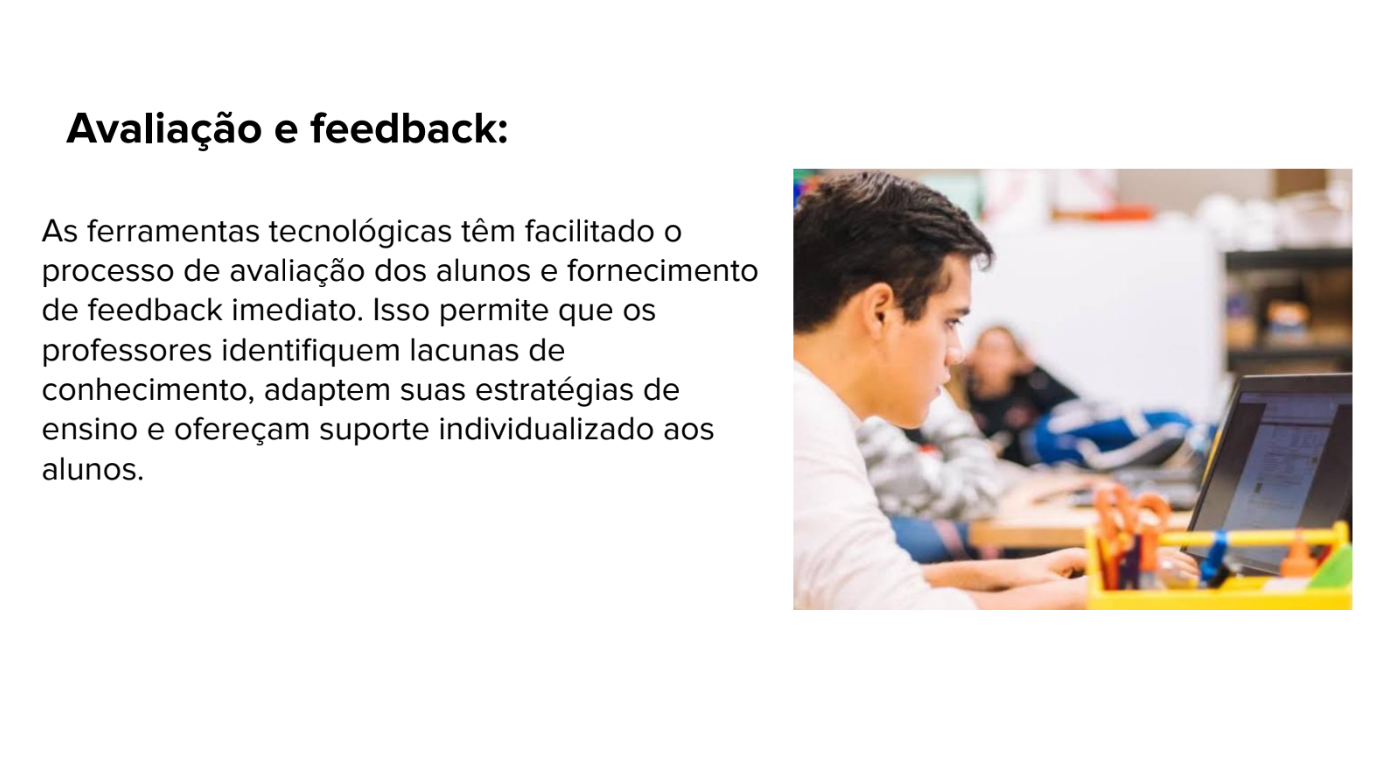 Avaliação e feedback:
As ferramentas tecnológicas têm facilitado o
processo de avaliação dos alunos e fornecimento
de feedback imediato. Isso permite que os
professores identifiquem lacunas de
conhecimento, adaptem suas estratégias de
ensino e ofereçam suporte individualizado aos
alunos.